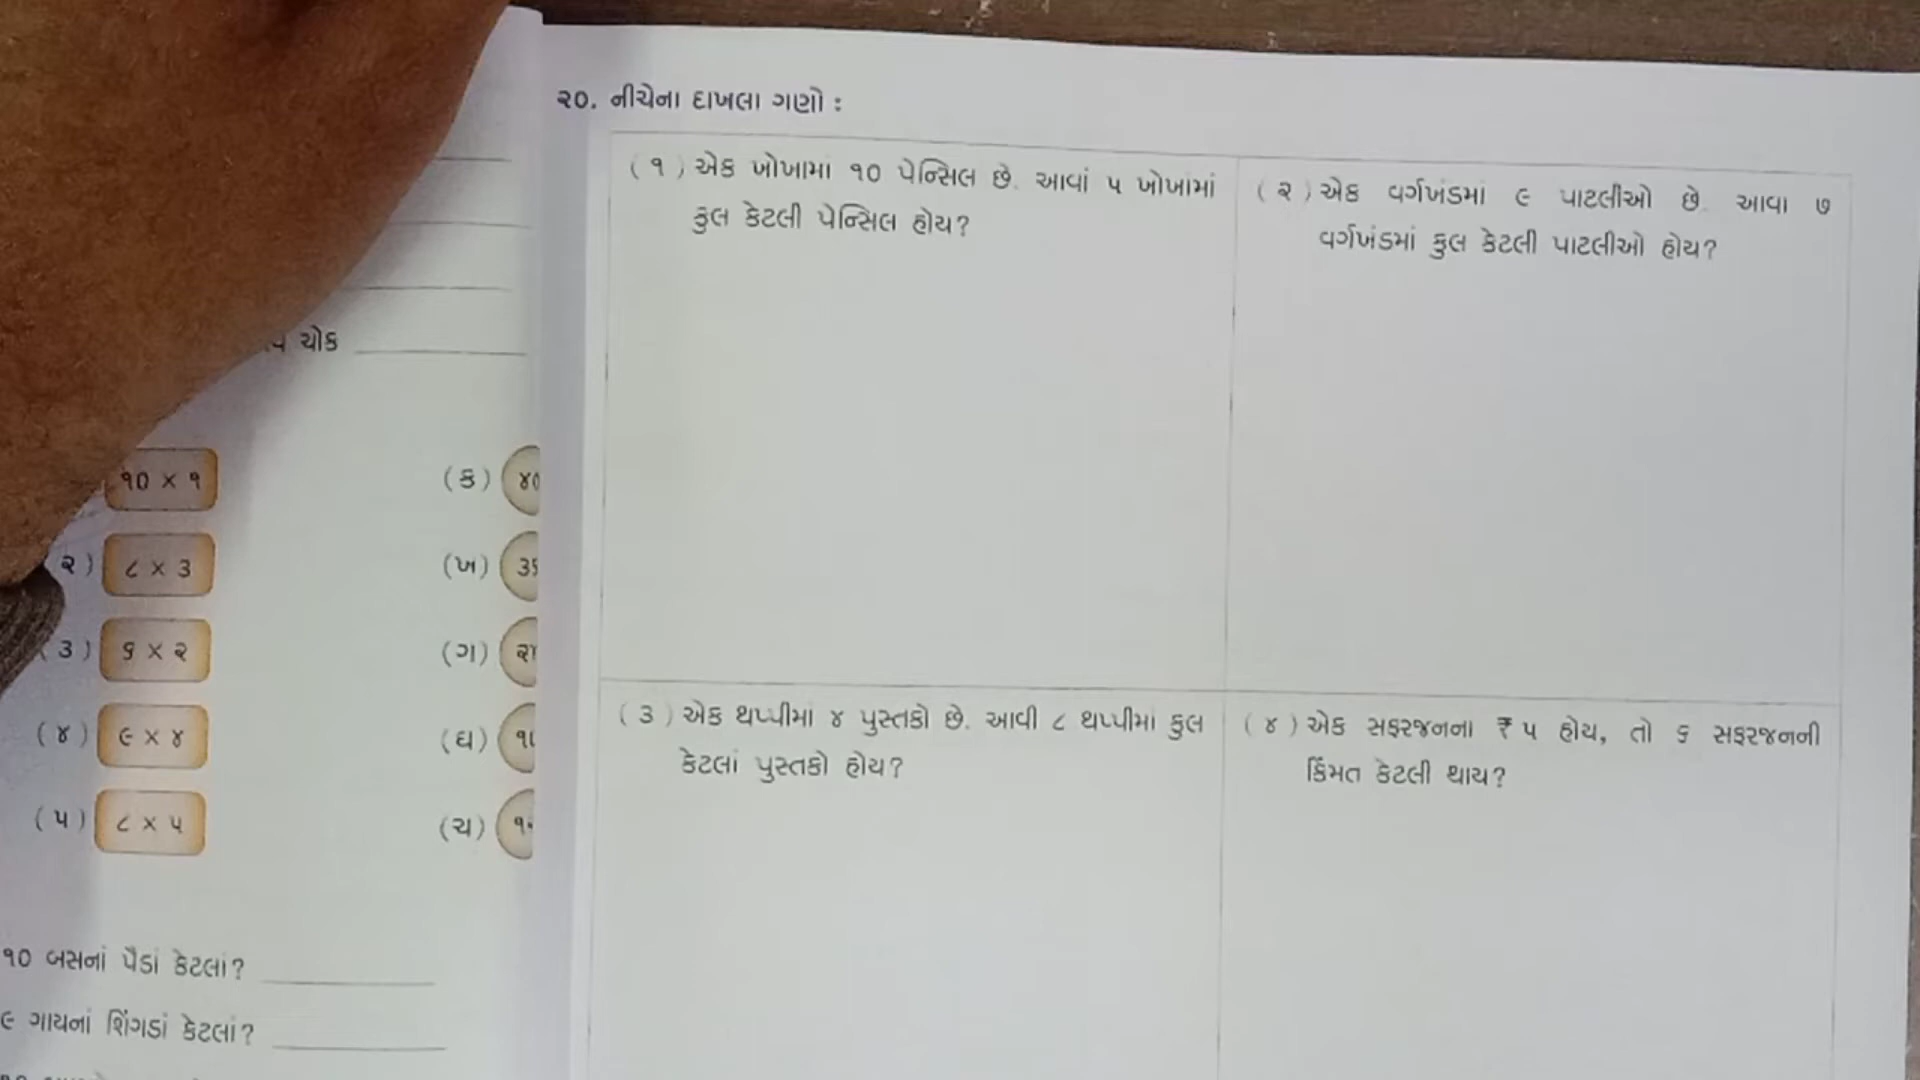 ચોક
૧૦ × ૧
(ક)
૨) ૮ × ૩
(ખ)
૩) ૬ × ૨
(ગ)
(૪) ૯ × ૪
(ઘ)
(૫) ૮ × ૫
(ચ)
૧૦ બસનાં પૈડાં કેટલાં?
૯ ગાયનાં શિંગડાં કેટલાં?
૨૦. નીચેના દાખલા ગણો :
(૧) એક ખોખામાં ૧૦ પેન્સિલ છે. આવાં ૫ ખોખાંમાં
કુલ કેટલી પેન્સિલ હોય?
(૨) એક વર્ગખંડમાં ૯ પાટલીઓ છે. આવા ૭
વર્ગખંડમાં કુલ કેટલી પાટલીઓ હોય?
(૩) એક થપ્પીમાં ૪ પુસ્તકો છે. આવી ૮ થપ્પીમાં કુલ
કેટલાં પુસ્તકો હોય?
(૪) એક સફરજનના ₹ ૫ હોય, તો ૬ સફરજનની
કિંમત કેટલી થાય?